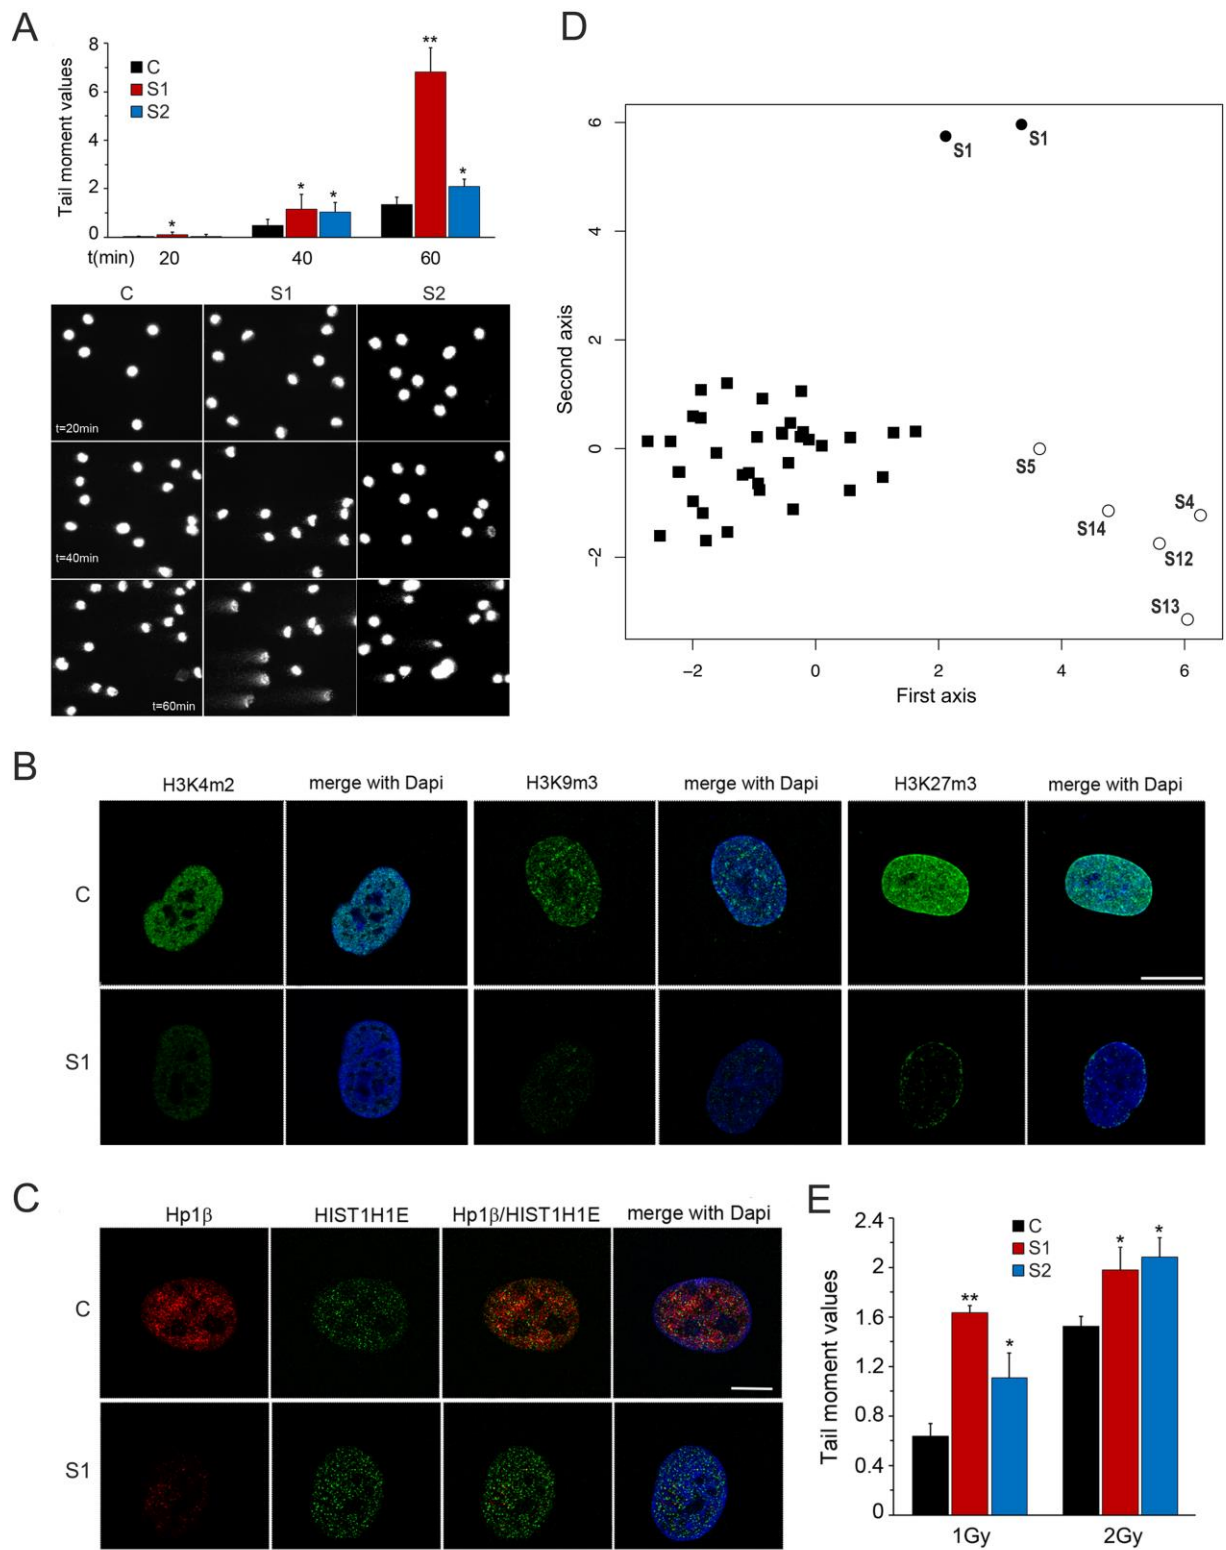 A
Tail moment values
8
6
4
2
0
C
S1
S2
*
*
*
**
*
t(min) 20 40 60
C S1 S2
t=20min
t=40min
t=60min
D
Second axis
6
4
2
0
−2
S1 S1
S5
S4
S14
S12
S13
−2 0 2 4 6
First axis
B
H3K4m2 merge with Dapi H3K9m3 merge with Dapi H3K27m3 merge with Dapi
C
S1
C
Hp1β HIST1H1E Hp1β/HIST1H1E merge with Dapi
C
S1
E
Tail moment values
2.4
2
1.6
1.2
0.8
0.4
0
C
S1
S2
**
*
*
*
1Gy 2Gy